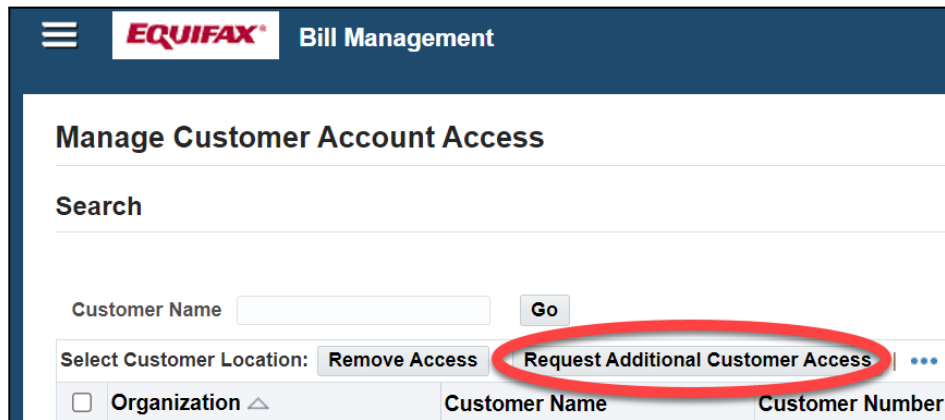 EQUIFAX Bill Management
Manage Customer Account Access
Search
Customer Name Go
Select Customer Location: Remove Access Request Additional Customer Access
Organization Customer Name Customer Number